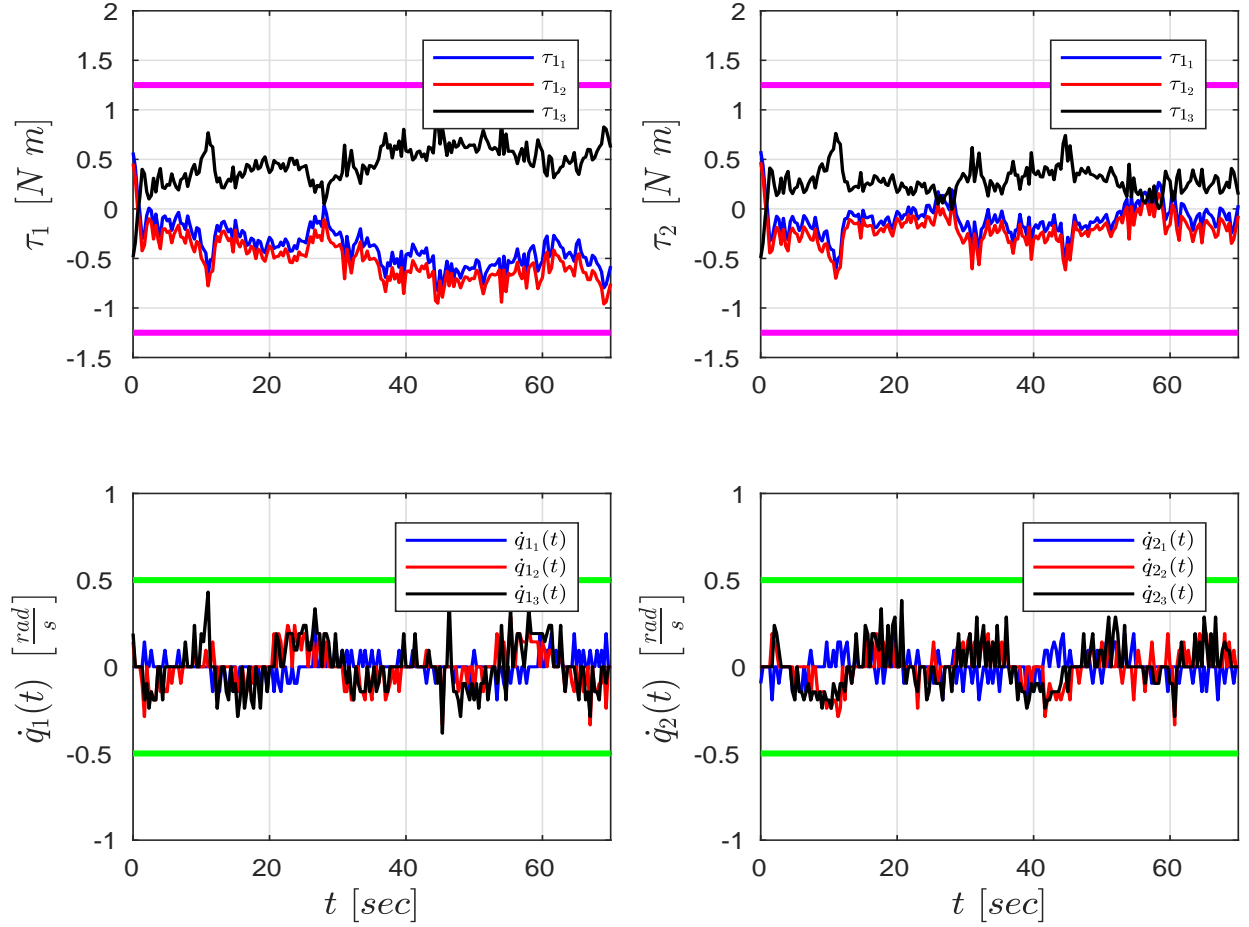 2
1.5
1
0.5
0
-0.5
-1
-1.5
τ₁ [N m]
τ₁₁
τ₁₂
τ₁₃
0 20 40 60
2
1.5
1
0.5
0
-0.5
-1
-1.5
τ₂ [N m]
τ₁₁
τ₁₂
τ₁₃
0 20 40 60
1
0.5
0
-0.5
-1
q̇₁(t) [rad/s]
q̇₁₁(t)
q̇₁₂(t)
q̇₁₃(t)
0 20 40 60
t [sec]
1
0.5
0
-0.5
-1
q̇₂(t) [rad/s]
q̇₂₁(t)
q̇₂₂(t)
q̇₂₃(t)
0 20 40 60
t [sec]